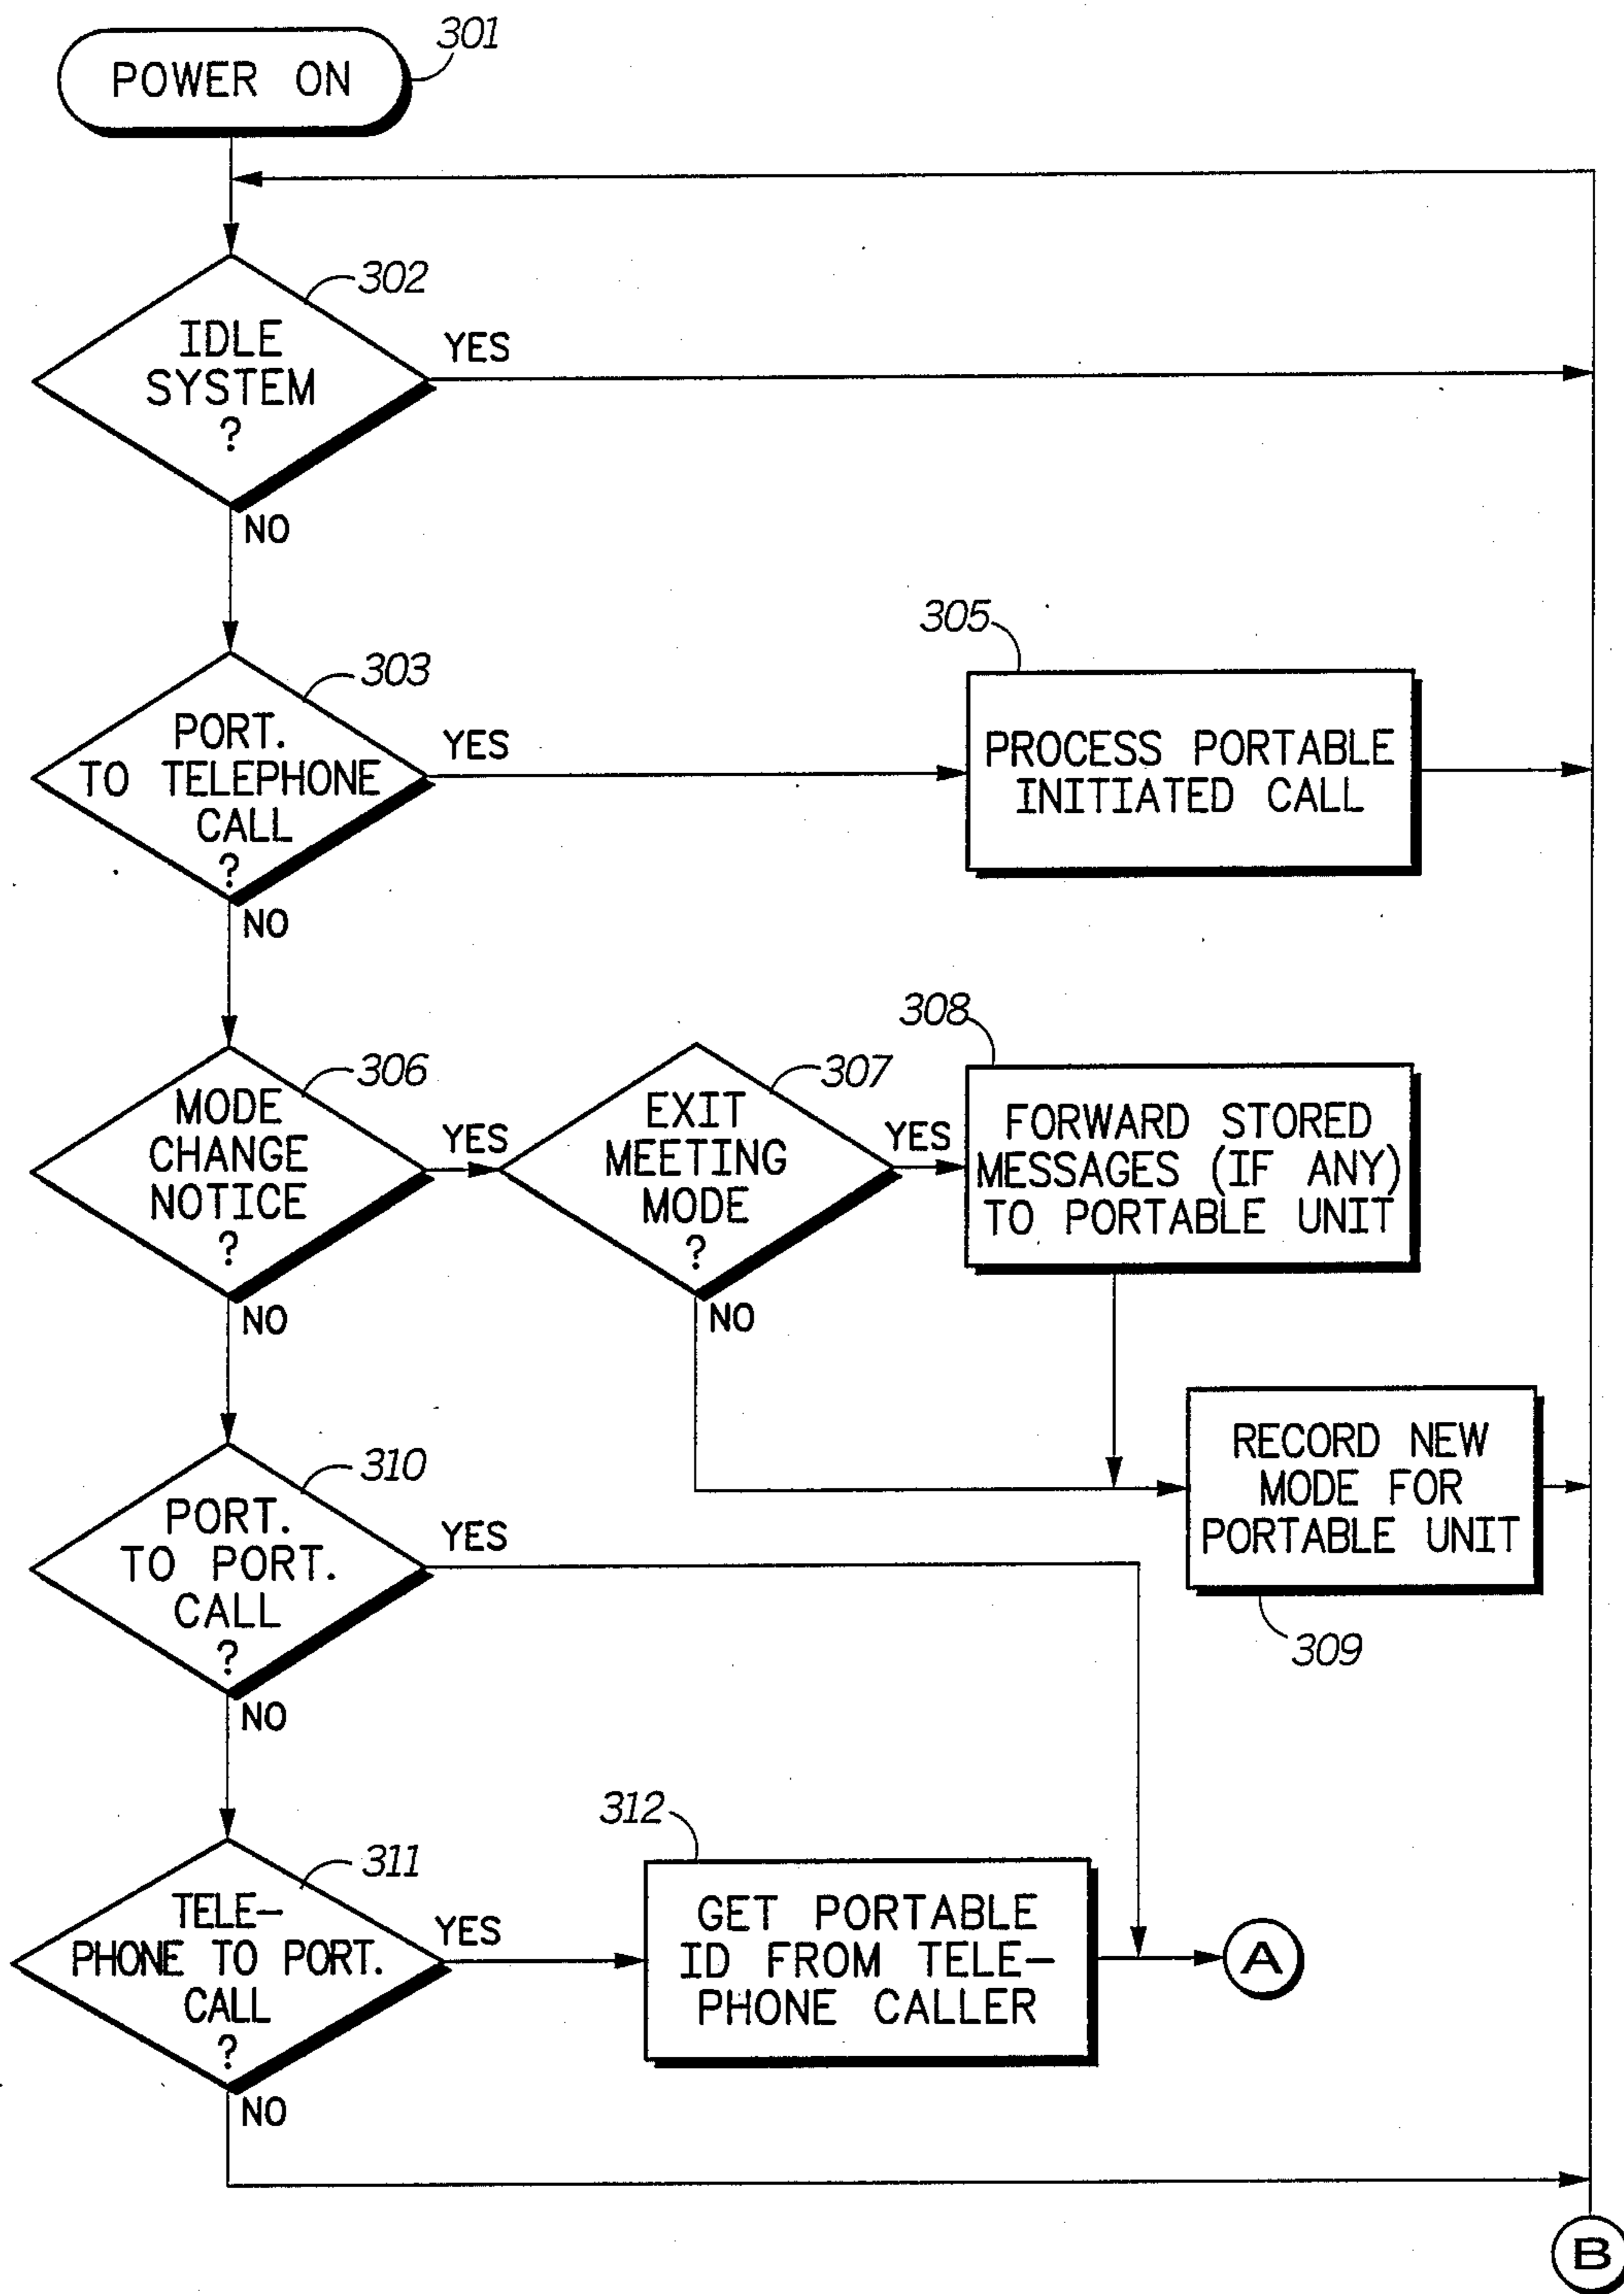 301
POWER ON
302
IDLE
SYSTEM
?
YES
NO
303
PORT.
TO TELEPHONE
CALL
?
YES
NO
305
PROCESS PORTABLE
INITIATED CALL
306
MODE
CHANGE
NOTICE
?
YES
NO
307
EXIT
MEETING
MODE
?
YES
NO
308
FORWARD STORED
MESSAGES (IF ANY)
TO PORTABLE UNIT
RECORD NEW
MODE FOR
PORTABLE UNIT
309
310
PORT.
TO PORT.
CALL
?
YES
NO
311
TELE-
PHONE TO PORT.
CALL
?
YES
NO
312
GET PORTABLE
ID FROM TELE-
PHONE CALLER
A
B